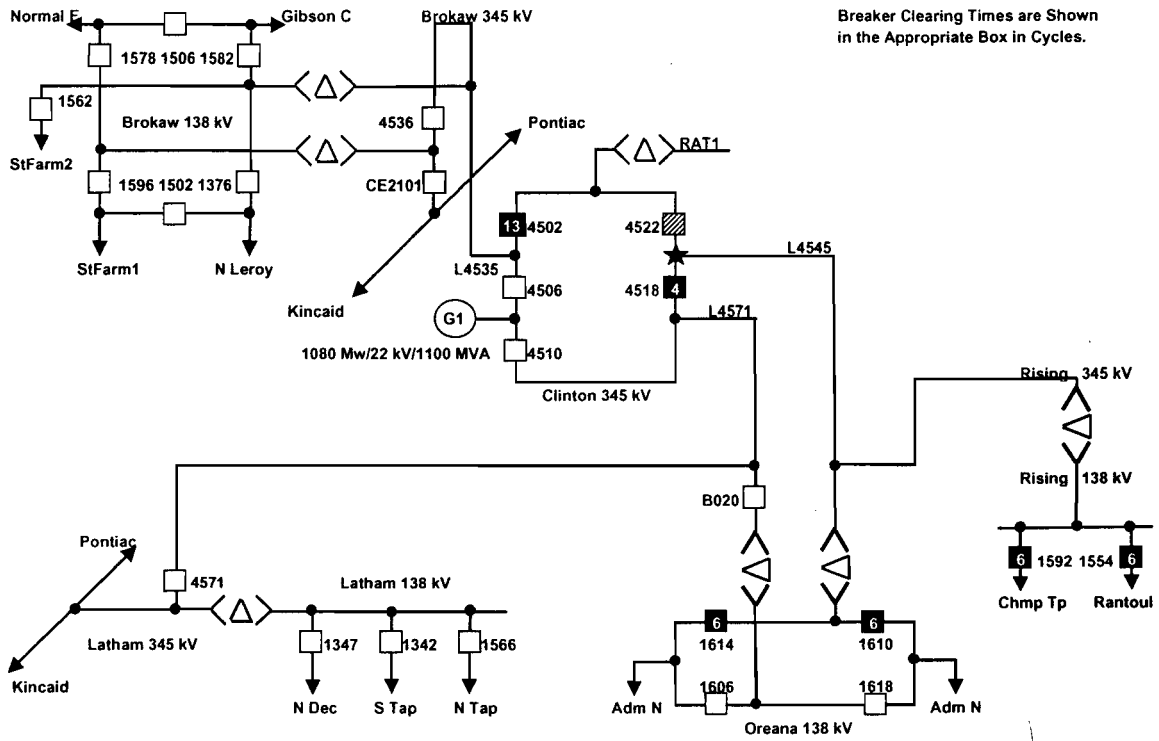 Normal E
Gibson C
Brokaw 345 kV
Breaker Clearing Times are Shown
in the Appropriate Box in Cycles.
1578 1506 1582
1562
Brokaw 138 kV
4536
Pontiac
RAT1
StFarm2
1596 1502 1376
CE2101
13 4502
4522
L4545
StFarm1
N Leroy
L4535
4506
4518 4
Kincaid
G1
L4571
1080 Mw/22 kV/1100 MVA
4510
Clinton 345 kV
Rising 345 kV
Rising 138 kV
B020
Pontiac
4571
Latham 138 kV
6 1592 1554 6
Chmp Tp
Rantoul
Latham 345 kV
1347
1342
1566
6
1614
6
1610
Kincaid
N Dec
S Tap
N Tap
Adm N
1606
1618
Adm N
Oreana 138 kV